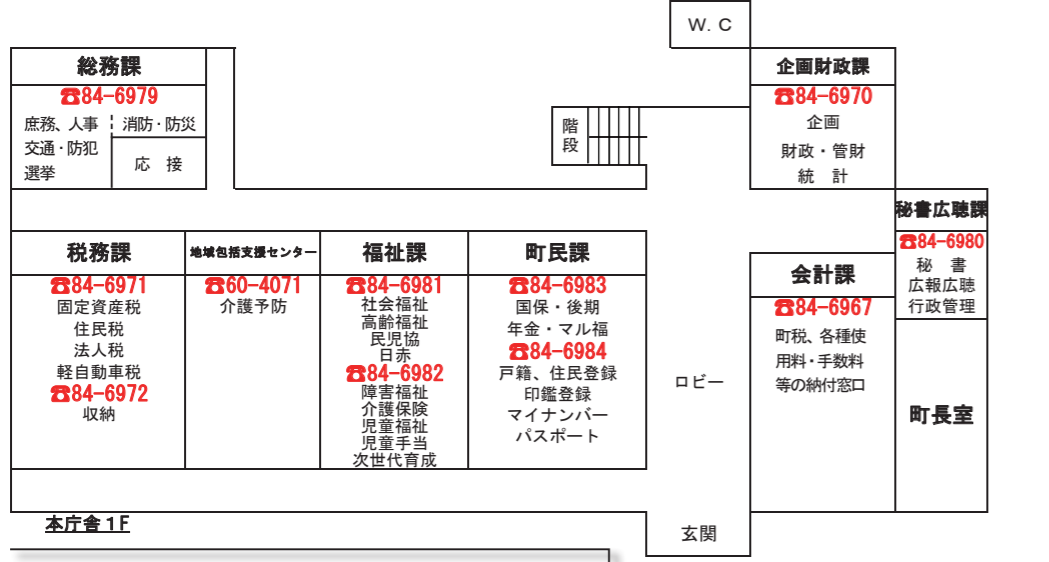 W.C
総務課
☎84-6979
庶務、人事
交通・防犯
選挙
消防・防災
応 接
階段
企画財政課
☎84-6970
企画
財政・管財
統 計
秘書広聴課
☎84-6980
秘 書
広報広聴
行政管理
税務課
☎84-6971
固定資産税
住民税
法人税
軽自動車税
☎84-6972
収納
地域包括支援センター
☎60-4071
介護予防
福祉課
☎84-6981
社会福祉
高齢福祉
民児協
日赤
☎84-6982
障害福祉
介護保険
児童福祉
児童手当
次世代育成
町民課
☎84-6983
国保・後期
年金・マル福
☎84-6984
戸籍、住民登録
印鑑登録
マイナンバー
パスポート
ロビー
会計課
☎84-6967
町税、各種使
用料・手数料
等の納付窓口
町長室
玄関
本庁舎1F